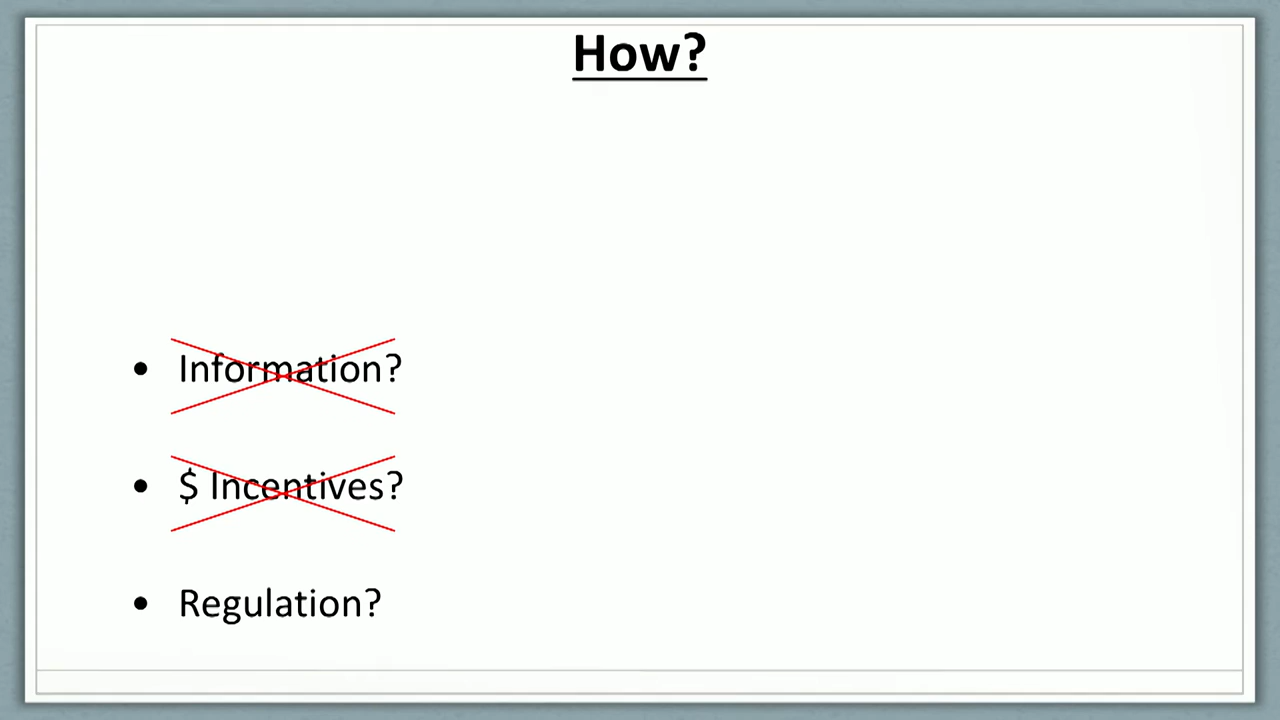 How?
• Information?
• $ Incentives?
• Regulation?